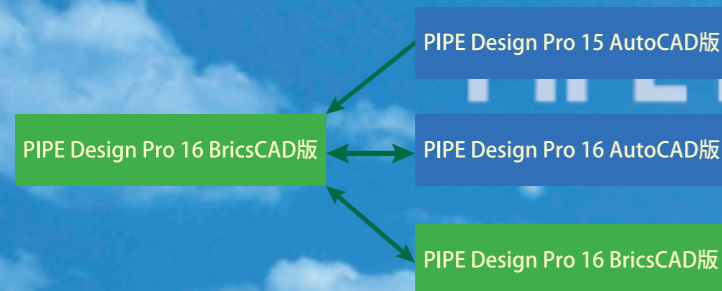 PIPE Design Pro 15 AutoCAD版
PIPE Design Pro 16 BricsCAD版
PIPE Design Pro 16 AutoCAD版
PIPE Design Pro 16 BricsCAD版